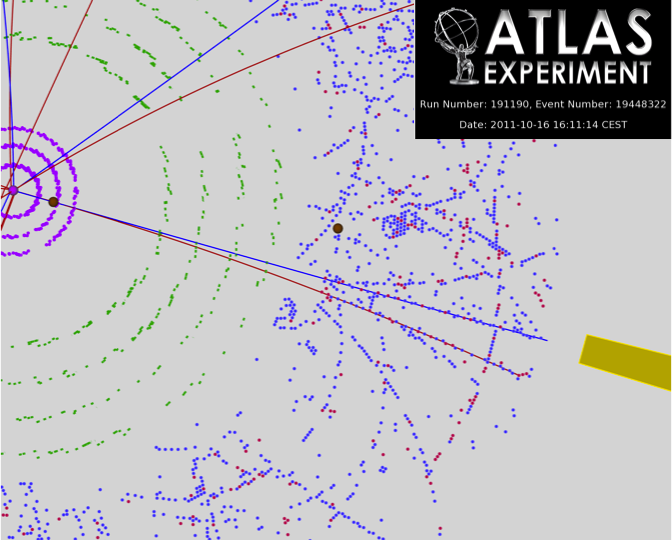 ATLAS
EXPERIMENT
Run Number: 191190, Event Number: 19448322
Date: 2011-10-16 16:11:14 CEST